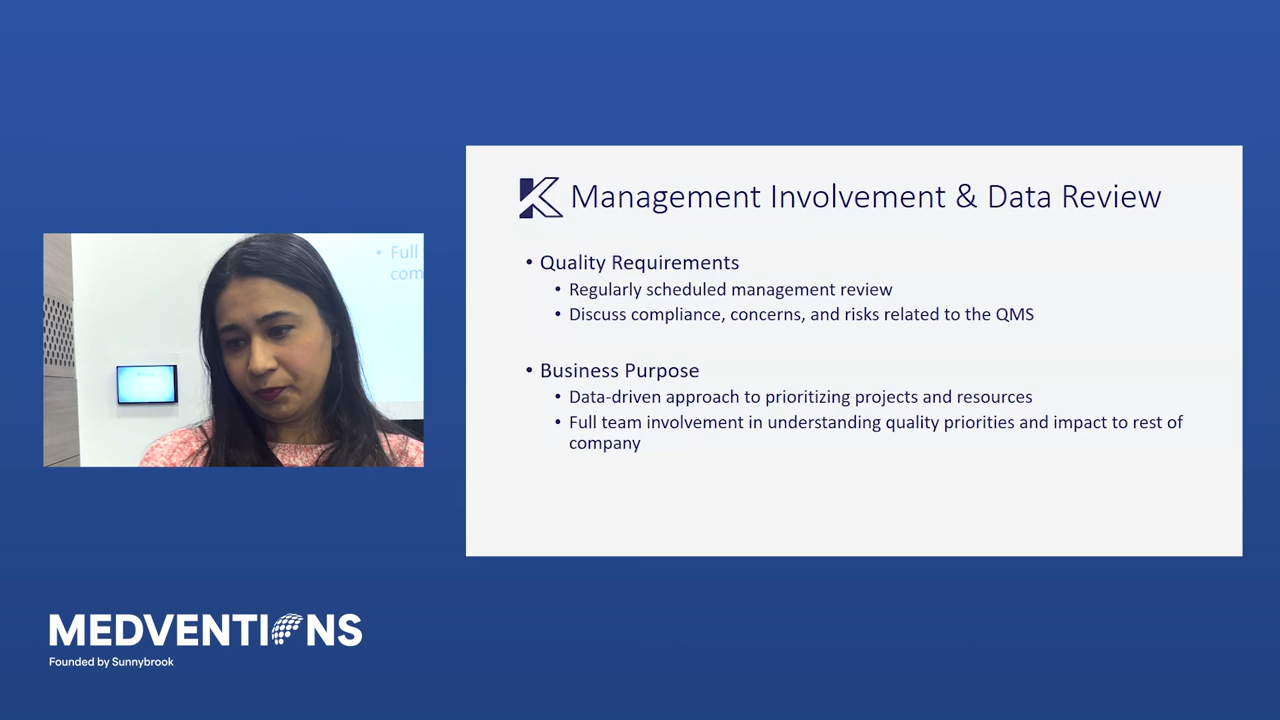 • Full
com
Management Involvement & Data Review
• Quality Requirements
• Regularly scheduled management review
• Discuss compliance, concerns, and risks related to the QMS
• Business Purpose
• Data-driven approach to prioritizing projects and resources
• Full team involvement in understanding quality priorities and impact to rest of
company
MEDVENTIONS
Founded by Sunnybrook